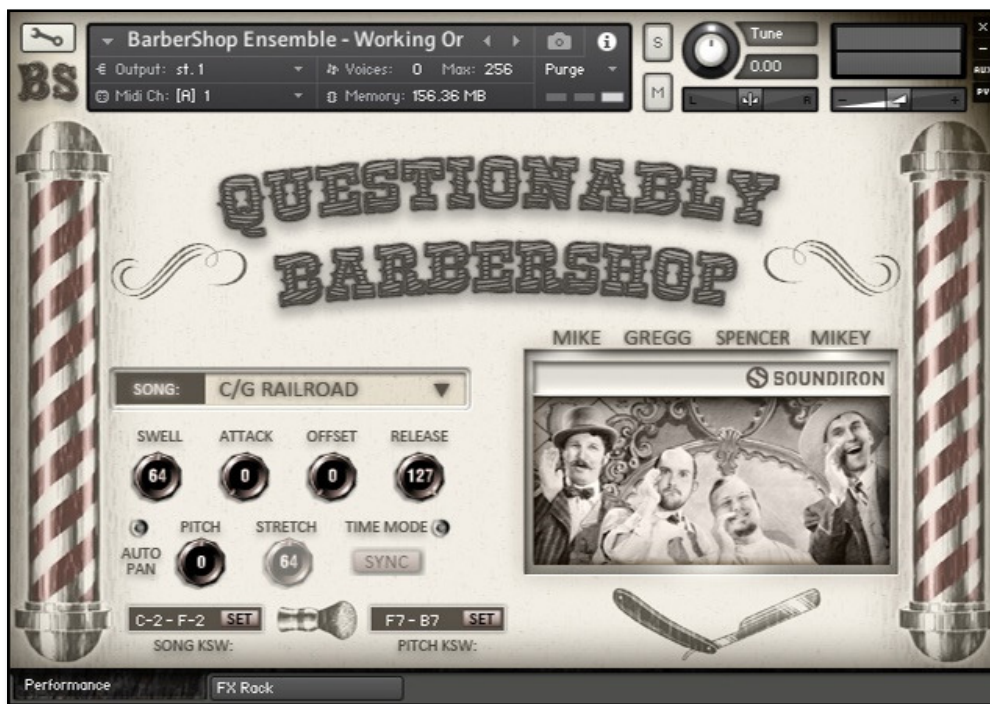 BarberShop Ensemble - Working Or
S
Tune
X
BS
Output: st.1
Voices: 0 Max: 256
Purge
0.00
AUX
Midi Ch: [A] 1
Memory: 156.36 MB
M
L R
- +
PV
QUESTIONABLY
BARBERSHOP
MIKE GREGG SPENCER MIKEY
SOUNDIRON
SONG: C/G RAILROAD
SWELL ATTACK OFFSET RELEASE
64 0 0 127
PITCH STRETCH TIME MODE
AUTO
PAN
0 64 SYNC
C-2 - F-2 SET
F7 - B7 SET
SONG KSW:
PITCH KSW:
Performance
FX Rack